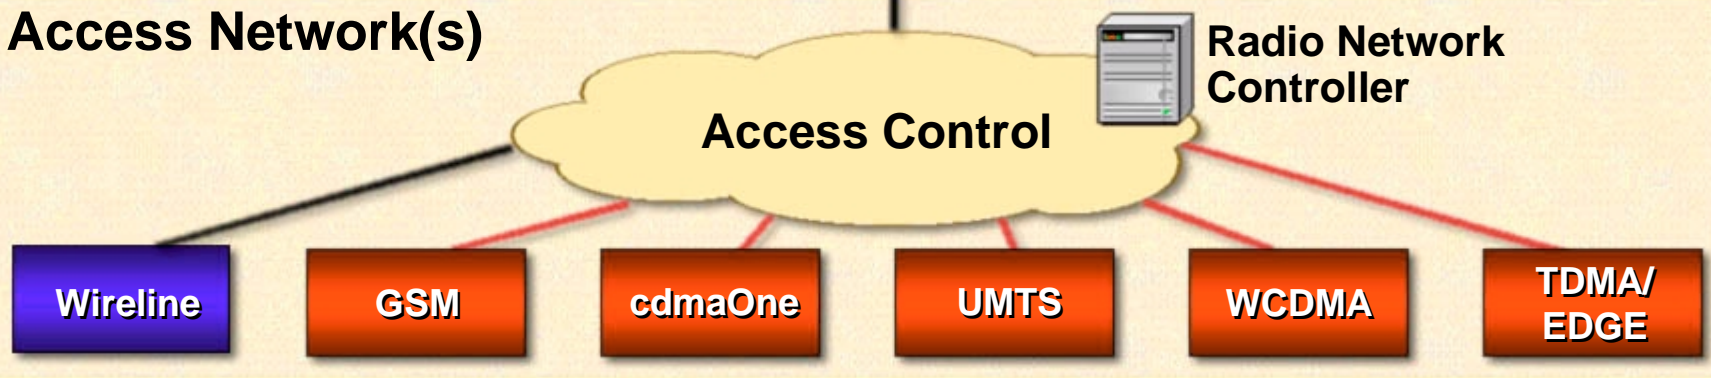 Access Network(s)
Radio Network
Controller
Access Control
Wireline
GSM
cdmaOne
UMTS
WCDMA
TDMA/
EDGE